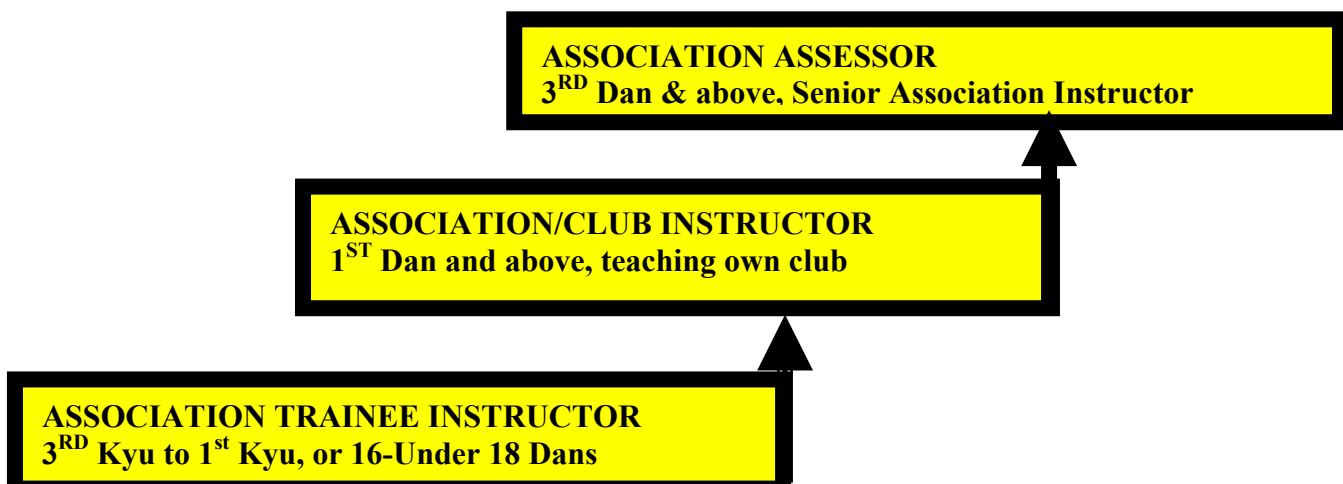 ASSOCIATION ASSESSOR
3RD Dan & above, Senior Association Instructor
ASSOCIATION/CLUB INSTRUCTOR
1ST Dan and above, teaching own club
ASSOCIATION TRAINEE INSTRUCTOR
3RD Kyu to 1st Kyu, or 16-Under 18 Dans